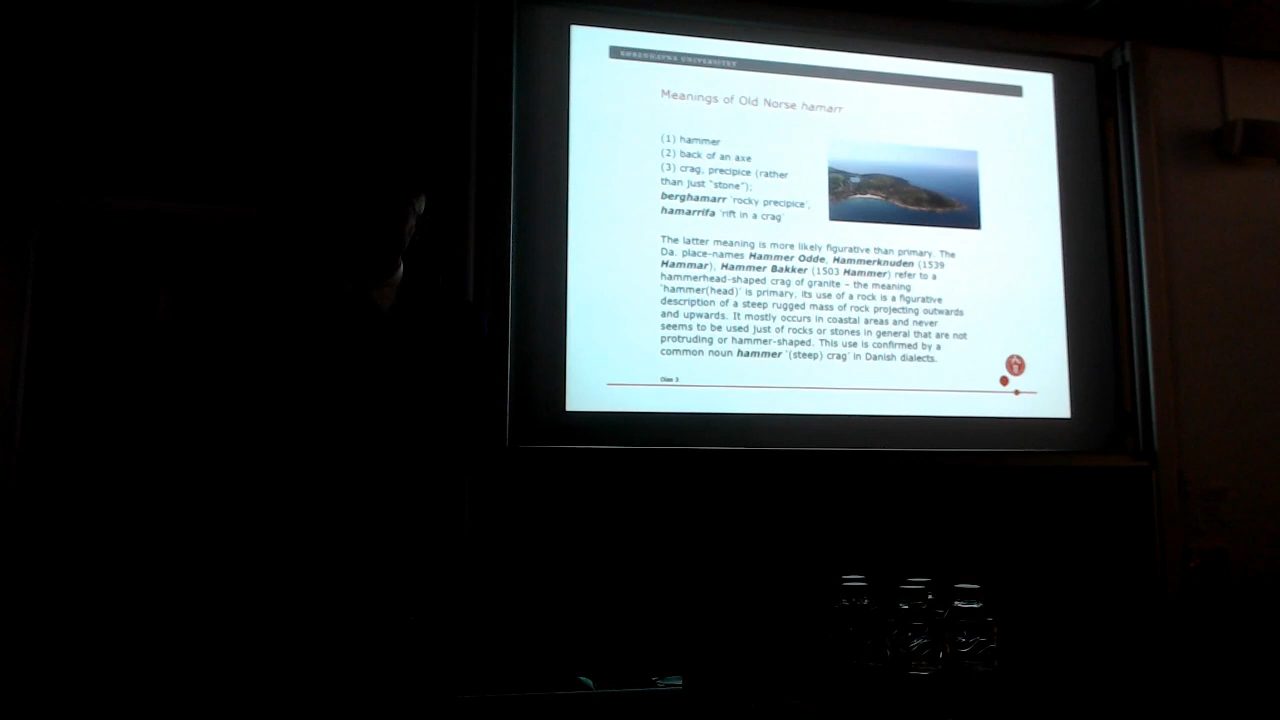 KØBENHAVNS UNIVERSITET
Meanings of Old Norse hamarr
(1) hammer
(2) back of an axe
(3) crag, precipice (rather
than just “stone”);
berghamarr ‘rocky precipice’,
hamarrifa ‘rift in a crag’
The latter meaning is more likely figurative than primary. The
Da. place-names Hammer Odde, Hammerknuden (1539
Hammar), Hammer Bakker (1503 Hammer) refer to a
hammerhead-shaped crag of granite – the meaning
‘hammer(head)’ is primary, its use of a rock is a figurative
description of a steep rugged mass of rock projecting outwards
and upwards. It mostly occurs in coastal areas and never
seems to be used just of rocks or stones in general that are not
protruding or hammer-shaped. This use is confirmed by a
common noun hammer ‘(steep) crag’ in Danish dialects.
Dias 3